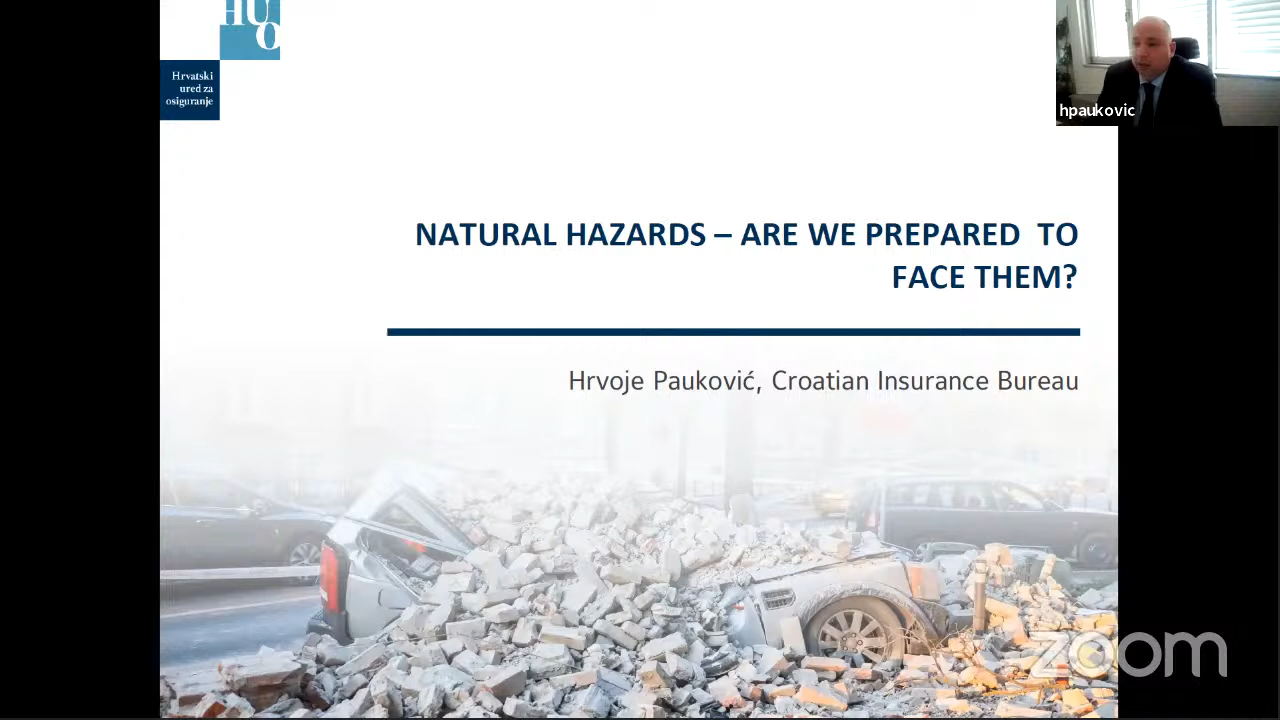 HUO
Hrvatski
ured za
osiguranje
hpaukovic
NATURAL HAZARDS – ARE WE PREPARED TO
FACE THEM?
Hrvoje Pauković, Croatian Insurance Bureau
zoom